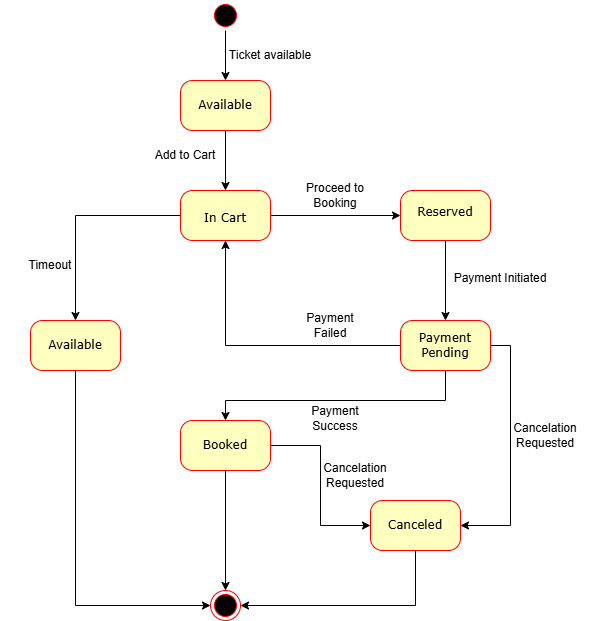 Ticket available
Available
Add to Cart
In Cart
Proceed to
Booking
Reserved
Timeout
Payment Initiated
Available
Payment
Failed
Payment
Pending
Payment
Success
Cancelation
Requested
Booked
Cancelation
Requested
Canceled